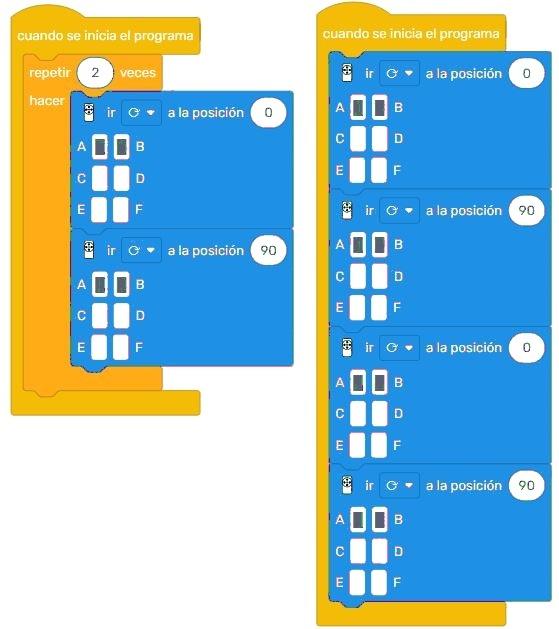 cuando se inicia el programa
repetir 2 veces
hacer
ir a la posición 0
A B
C D
E F
ir a la posición 90
A B
C D
E F
cuando se inicia el programa
ir a la posición 0
A B
C D
E F
ir a la posición 90
A B
C D
E F
ir a la posición 0
A B
C D
E F
ir a la posición 90
A B
C D
E F